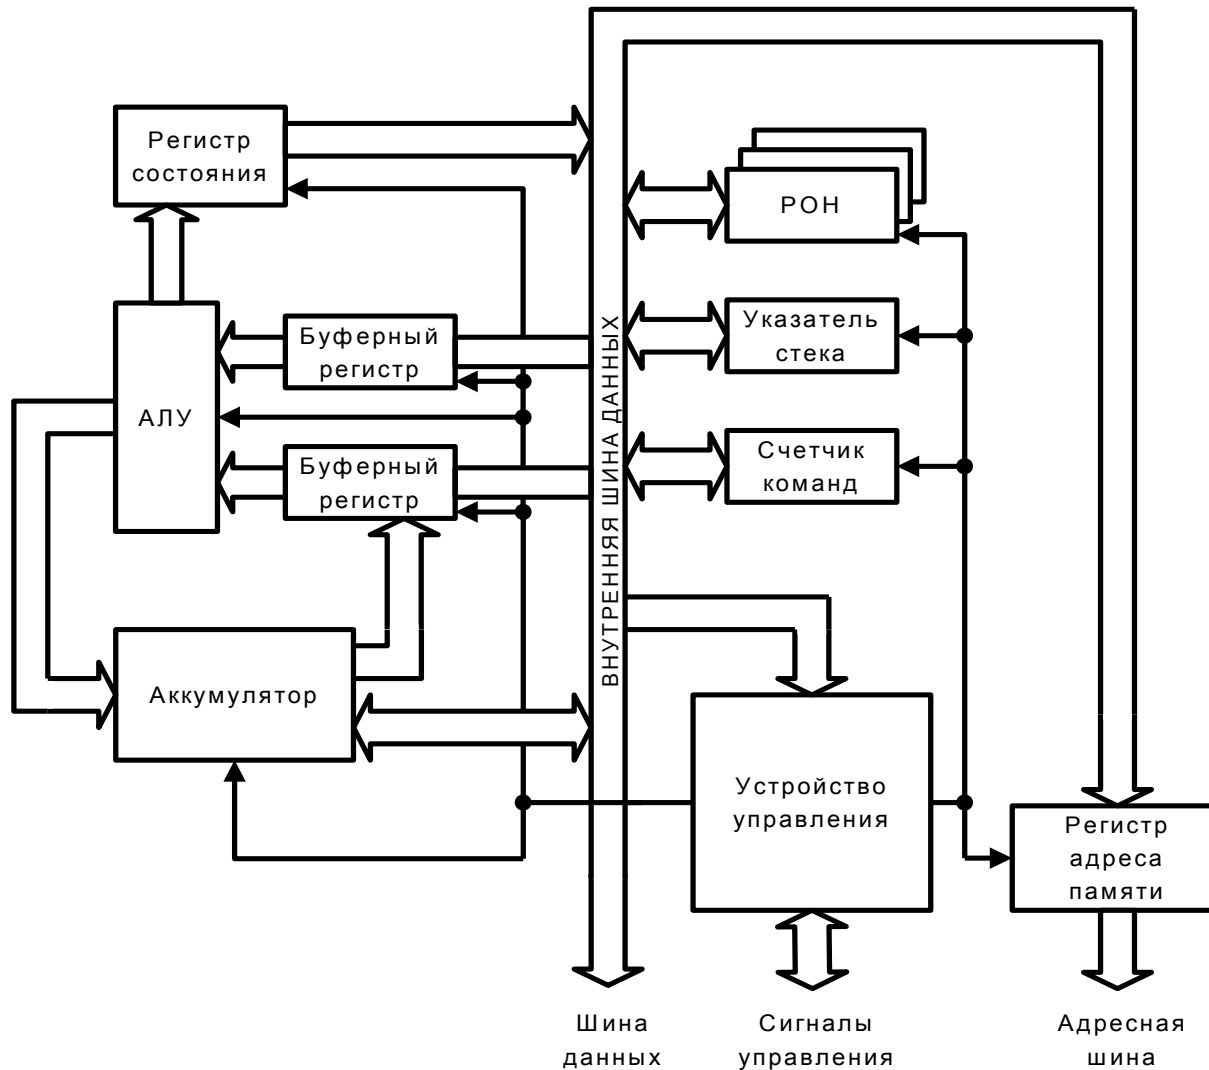 Регистр
состояния
РОН
Указатель
стека
Буферный
регистр
АЛУ
Буферный
регистр
Счетчик
команд
ВНУТРЕННЯЯ ШИНА ДАННЫХ
Аккумулятор
Устройство
управления
Регистр
адреса
памяти
Шина
данных
Сигналы
управления
Адресная
шина